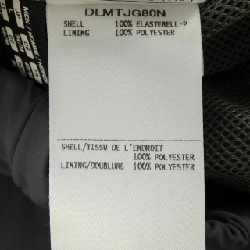 DLMTJG80N
SHELL 100% ELASTERELL-P
LINING 100% POLYESTER
SHELL/TISSU DE L'ENDROIT
100% POLYESTER
LINING/DOUBLURE 100% POLYESTER